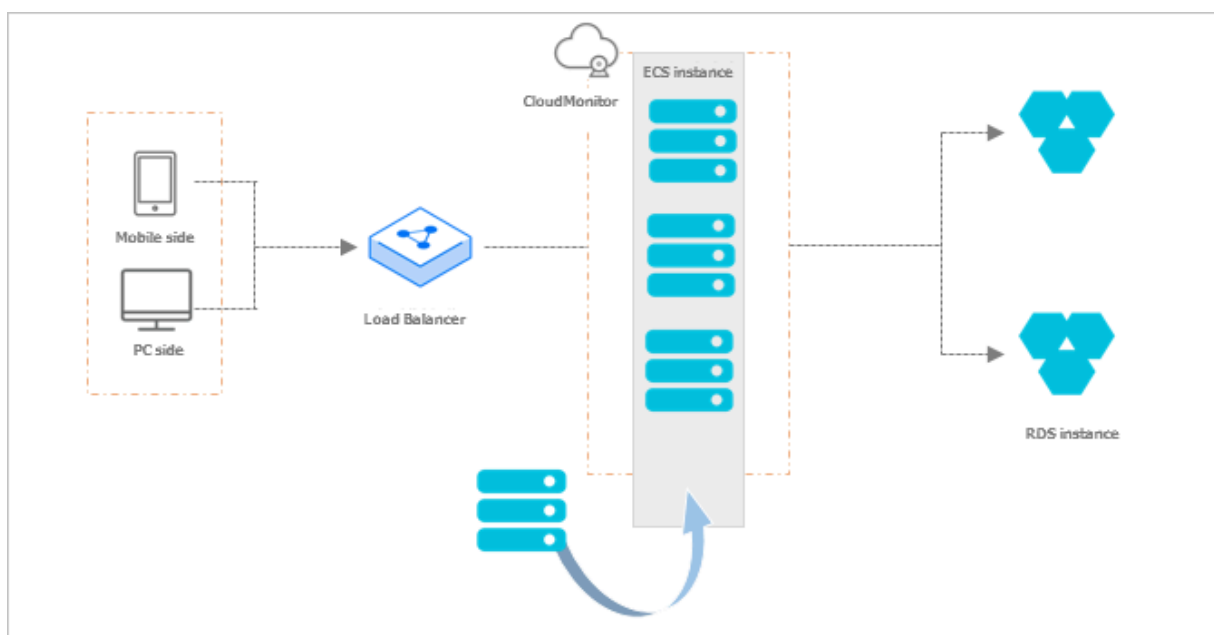 ECS instance
CloudMonitor
Mobile side
Load Balancer
PC side
RDS instance